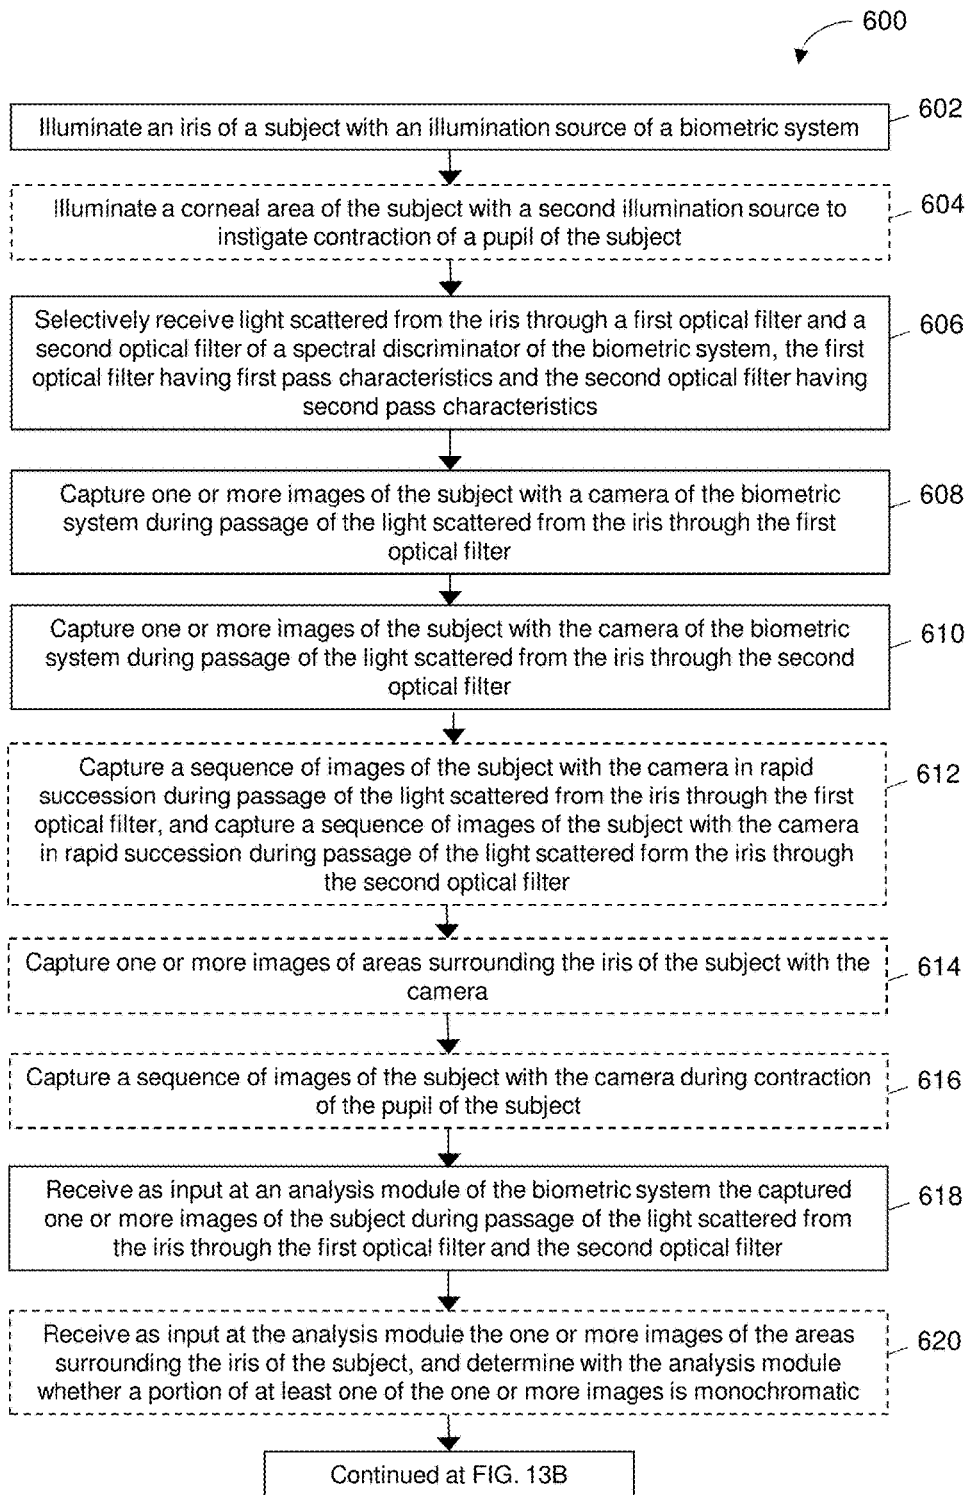 600
602
Illuminate an iris of a subject with an illumination source of a biometric system
604
Illuminate a corneal area of the subject with a second illumination source to
instigate contraction of a pupil of the subject
606
Selectively receive light scattered from the iris through a first optical filter and a
second optical filter of a spectral discriminator of the biometric system, the first
optical filter having first pass characteristics and the second optical filter having
second pass characteristics
608
Capture one or more images of the subject with a camera of the biometric
system during passage of the light scattered from the iris through the first
optical filter
610
Capture one or more images of the subject with the camera of the biometric
system during passage of the light scattered from the iris through the second
optical filter
612
Capture a sequence of images of the subject with the camera in rapid
succession during passage of the light scattered from the iris through the first
optical filter, and capture a sequence of images of the subject with the camera
in rapid succession during passage of the light scattered form the iris through
the second optical filter
614
Capture one or more images of areas surrounding the iris of the subject with the
camera
616
Capture a sequence of images of the subject with the camera during contraction
of the pupil of the subject
618
Receive as input at an analysis module of the biometric system the captured
one or more images of the subject during passage of the light scattered from
the iris through the first optical filter and the second optical filter
620
Receive as input at the analysis module the one or more images of the areas
surrounding the iris of the subject, and determine with the analysis module
whether a portion of at least one of the one or more images is monochromatic
Continued at FIG. 13B